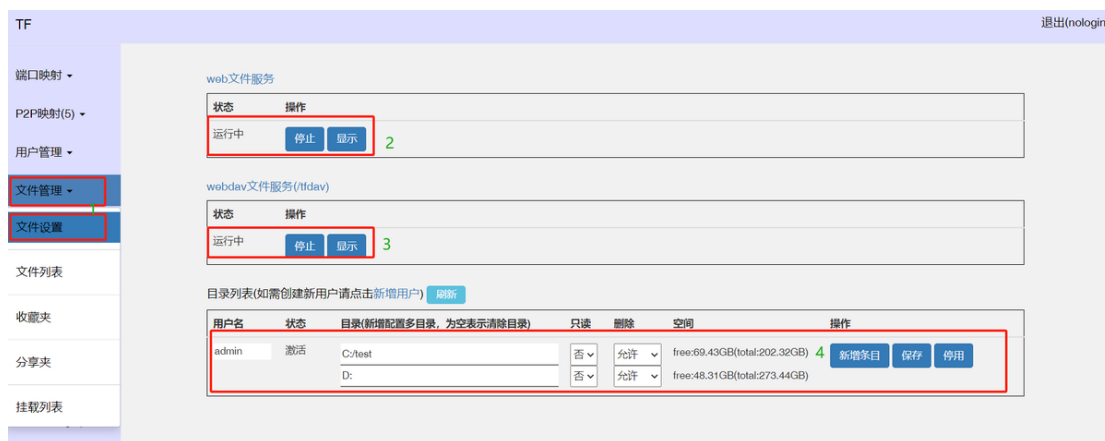 TF
退出(nologin
端口映射
P2P映射(5)
用户管理
文件管理
1
文件设置
文件列表
收藏夹
分享夹
挂载列表
web文件服务
状态 操作
运行中 停止 显示 2
webdav文件服务(/tfdav)
状态 操作
运行中 停止 显示 3
目录列表(如需创建新用户请点击新增用户) 刷新
用户名 状态 目录(新增配置多目录，为空表示清除目录) 只读 删除 空间 操作
admin 激活 C:/test 否 允许 free:69.43GB(total:202.32GB) 4 新增条目 保存 停用
D: 否 允许 free:48.31GB(total:273.44GB)